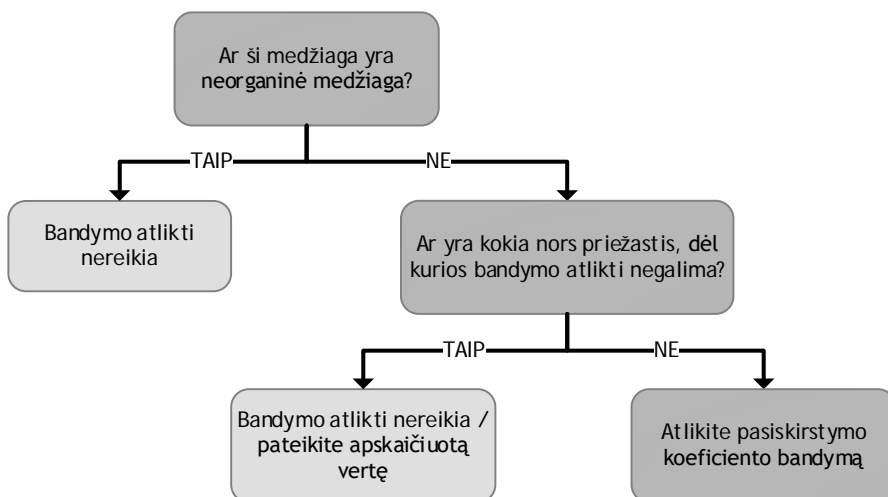 Ar ši medžiaga yra
neorganinė medžiaga?
TAIP
NE
Bandymo atlikti
nereikia
Ar yra kokia nors priežastis, dėl
kurios bandymo atlikti negalima?
TAIP
NE
Bandymo atlikti nereikia /
pateikite apskaičiuotą
vertę
Atlikite pasiskirstymo
koeficiento bandymą